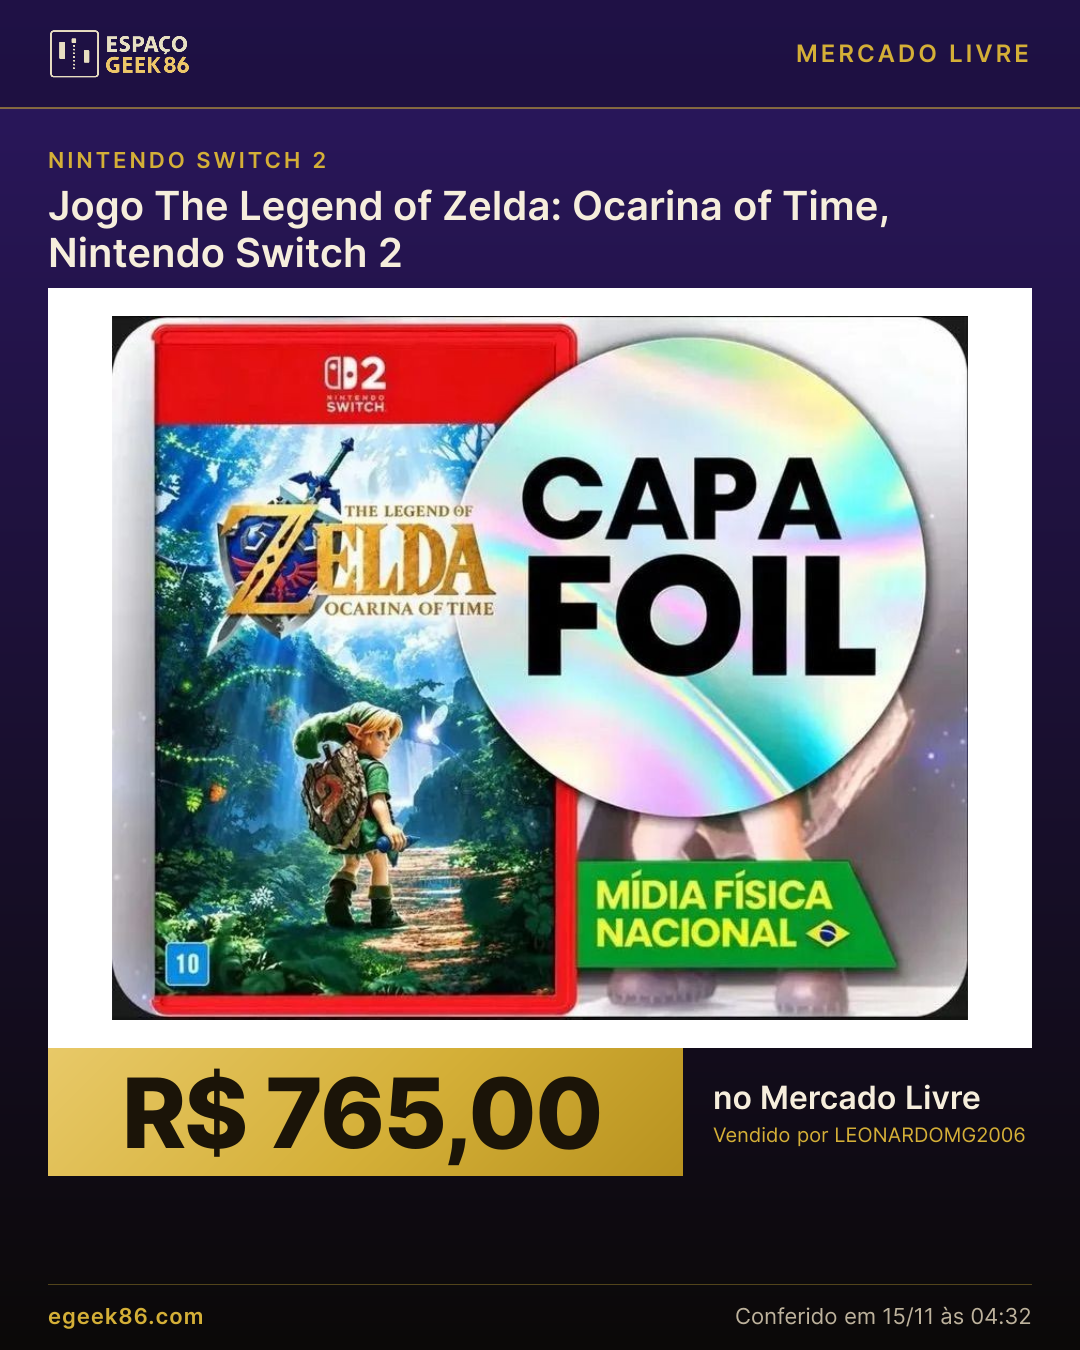 ESPAÇO
GEEK86
MERCADO LIVRE
NINTENDO SWITCH 2
Jogo The Legend of Zelda: Ocarina of Time,
Nintendo Switch 2
2
NINTENDO
SWITCH
THE LEGEND OF
ZELDA
OCARINA OF TIME
CAPA
FOIL
MÍDIA FÍSICA
NACIONAL
10
R$ 765,00
no Mercado Livre
Vendido por LEONARDOMG2006
egeek86.com
Conferido em 15/11 às 04:32